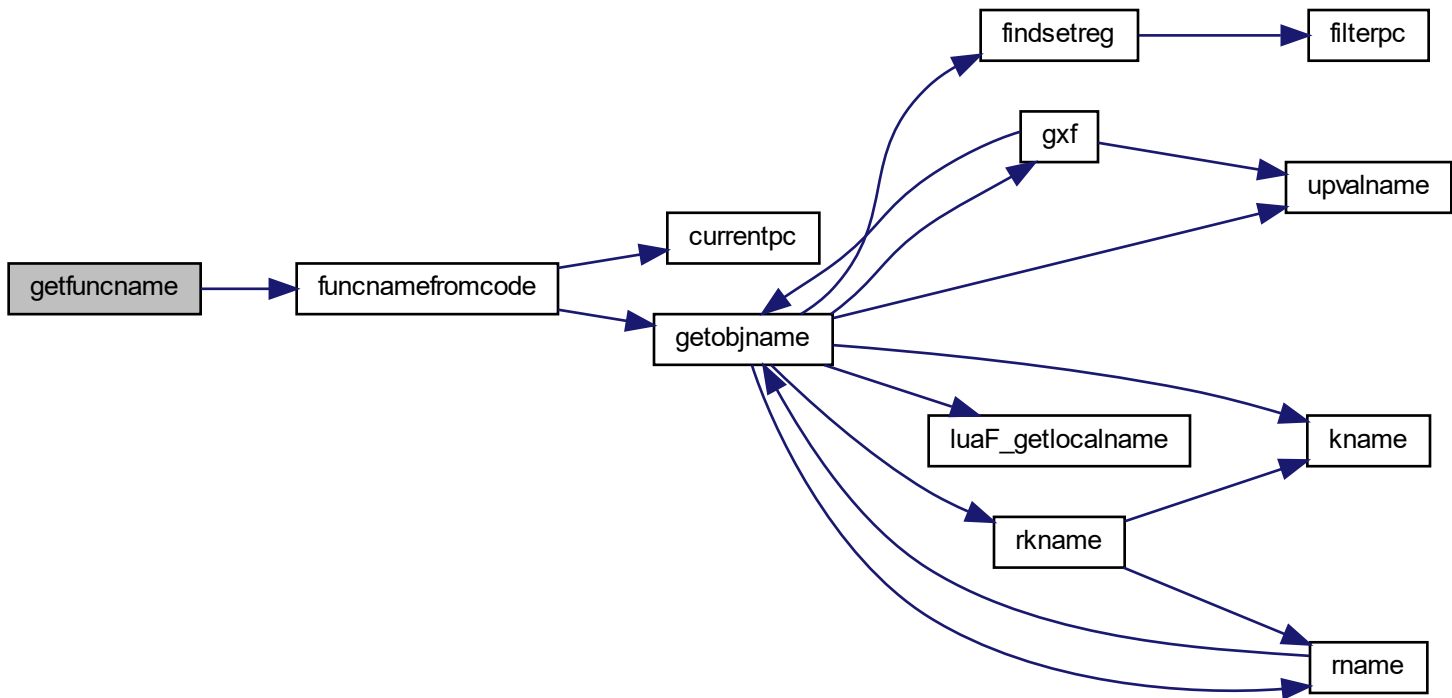 getfuncname
funcnamefromcode
currentpc
getobjname
findsetreg
filterpc
gxf
upvalname
luaF_getlocalname
kname
rkname
rname